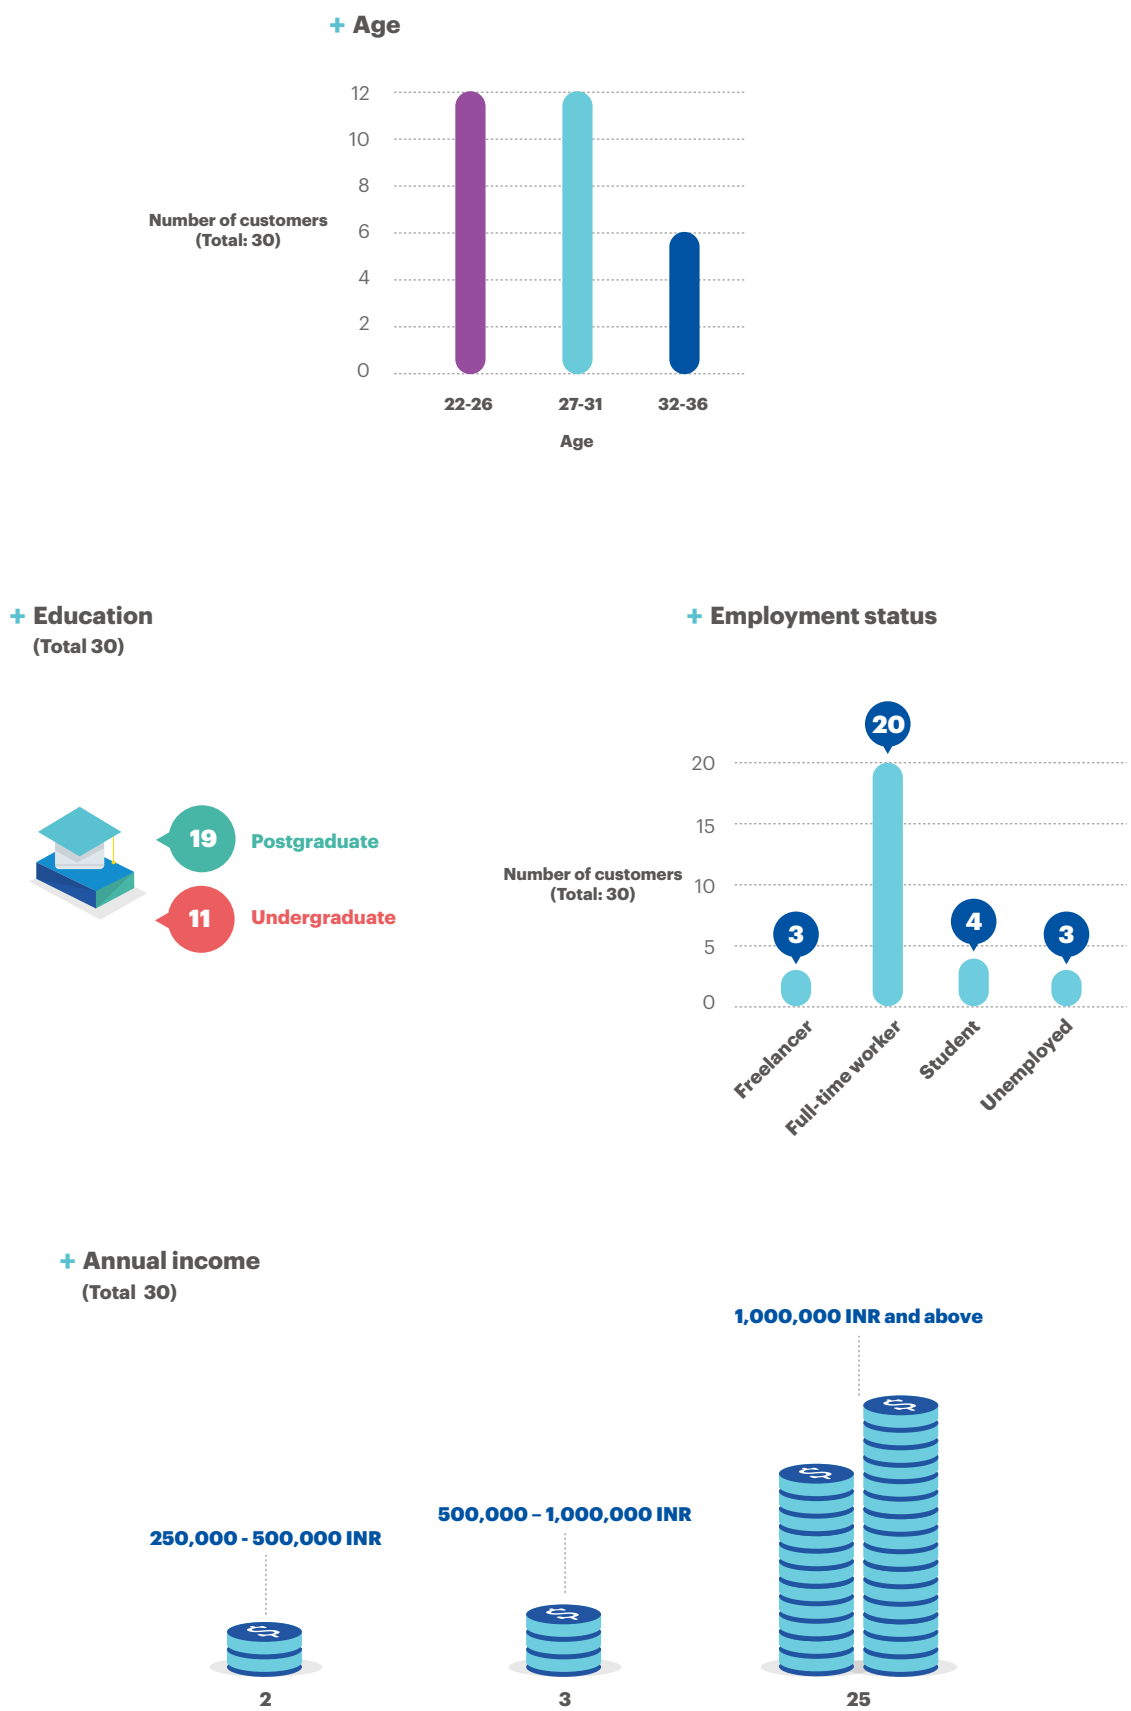 + Age
12
10
8
6
4
2
0
Number of customers
(Total: 30)
22-26 27-31 32-36
Age
+ Education
(Total 30)
19 Postgraduate
11 Undergraduate
+ Employment status
20
15
10
5
0
Number of customers
(Total: 30)
3 20 4 3
Freelancer
Full-time worker
Student
Unemployed
+ Annual income
(Total 30)
250,000 - 500,000 INR
500,000 – 1,000,000 INR
1,000,000 INR and above
$ $ $ $
2 3 25